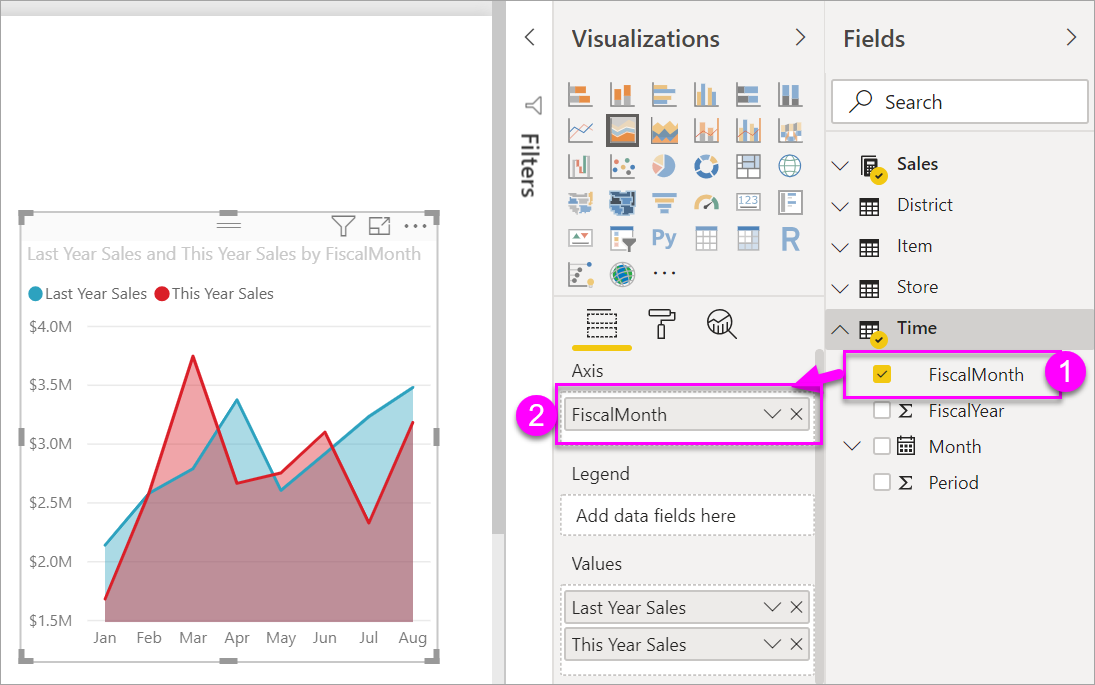 Last Year Sales and This Year Sales by FiscalMonth
Last Year Sales This Year Sales
$4.0M
$3.5M
$3.0M
$2.5M
$2.0M
$1.5M
Jan Feb Mar Apr May Jun Jul Aug
Filters
Visualizations
123
Py
R
Axis
2
FiscalMonth
Legend
Add data fields here
Values
Last Year Sales
This Year Sales
Fields
Search
Sales
District
Item
Store
Time
FiscalMonth
1
Σ FiscalYear
Month
Σ Period